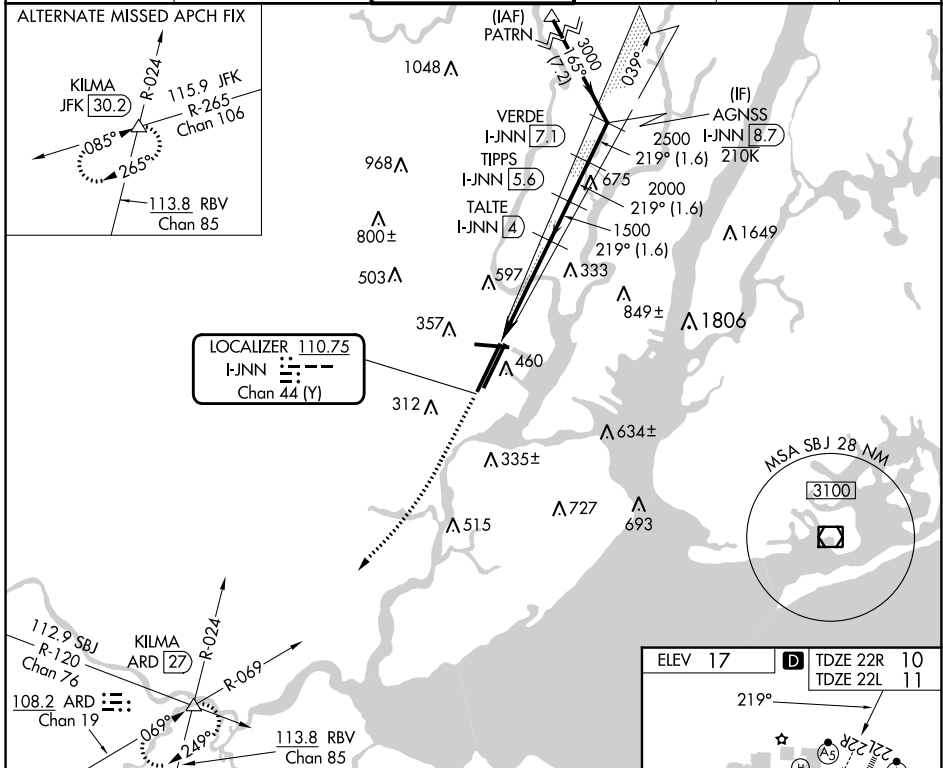 ALTERNATE MISSED APCH FIX
KILMA
JFK 30.2
R-024
115.9 JFK
R-265
Chan 106
085°
265°
113.8 RBV
Chan 85
(IAF)
PATRN
3000
165°
(7.2)
039°
1048
(IF)
AGNSS
I-JNN 8.7
210K
VERDE
I-JNN 7.1
2500
219° (1.6)
TIPPS
I-JNN 5.6
968
675
2000
219° (1.6)
TALTE
I-JNN 4
800±
1500
219° (1.6)
1649
503
597
333
849±
1806
357
LOCALIZER 110.75
I-JNN
Chan 44 (Y)
460
312
634±
335±
MSA SBJ 28 NM
3100
727
693
515
112.9 SBJ
R-120
Chan 76
KILMA
ARD 27
R-024
R-069
108.2 ARD
Chan 19
069°
249°
113.8 RBV
Chan 85
ELEV 17
D
TDZE 22R 10
TDZE 22L 11
219°
22R
22L
A5
H